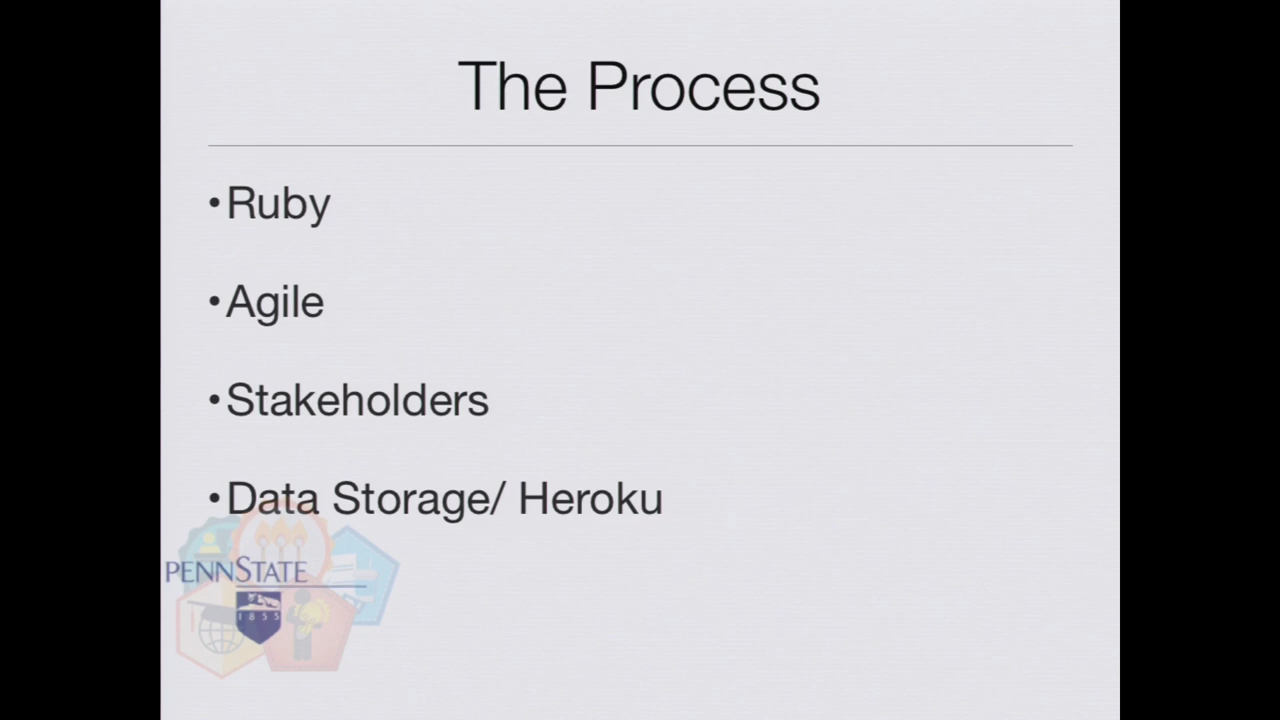 The Process
•Ruby
•Agile
•Stakeholders
•Data Storage/ Heroku
PENNSTATE
1855